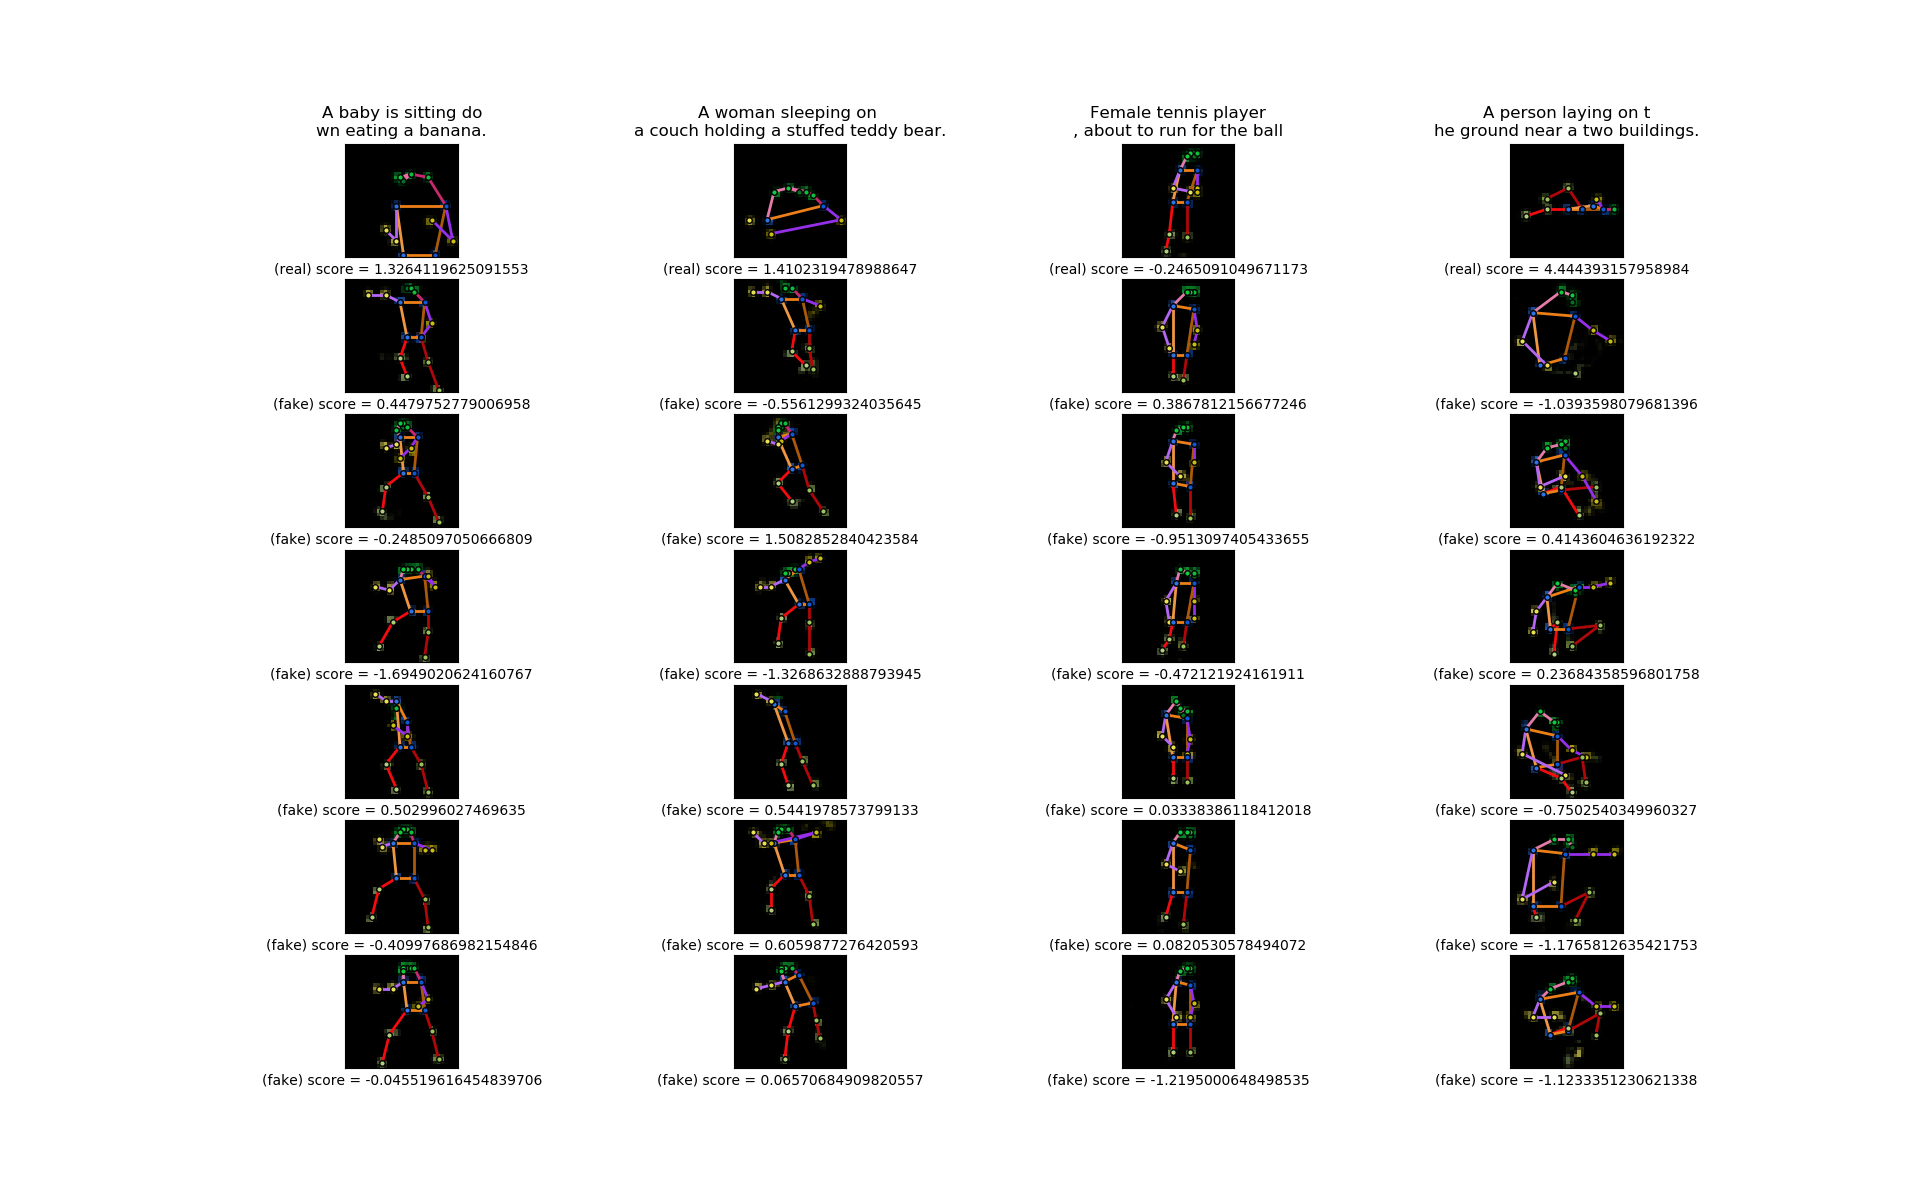 A baby is sitting do
wn eating a banana.
A woman sleeping on
a couch holding a stuffed teddy bear.
Female tennis player
, about to run for the ball
A person laying on t
he ground near a two buildings.
(real) score = 1.3264119625091553
(real) score = 1.4102319478988647
(real) score = -0.2465091049671173
(real) score = 4.444393157958984
(fake) score = 0.4479752779006958
(fake) score = -0.5561299324035645
(fake) score = 0.3867812156677246
(fake) score = -1.0393598079681396
(fake) score = -0.2485097050666809
(fake) score = 1.5082852840423584
(fake) score = -0.9513097405433655
(fake) score = 0.4143604636192322
(fake) score = -1.6949020624160767
(fake) score = -1.3268632888793945
(fake) score = -0.472121924161911
(fake) score = 0.23684358596801758
(fake) score = 0.502996027469635
(fake) score = 0.5441978573799133
(fake) score = 0.03338386118412018
(fake) score = -0.7502540349960327
(fake) score = -0.40997686982154846
(fake) score = 0.6059877276420593
(fake) score = 0.0820530578494072
(fake) score = -1.1765812635421753
(fake) score = -0.045519616454839706
(fake) score = 0.06570684909820557
(fake) score = -1.2195000648498535
(fake) score = -1.1233351230621338